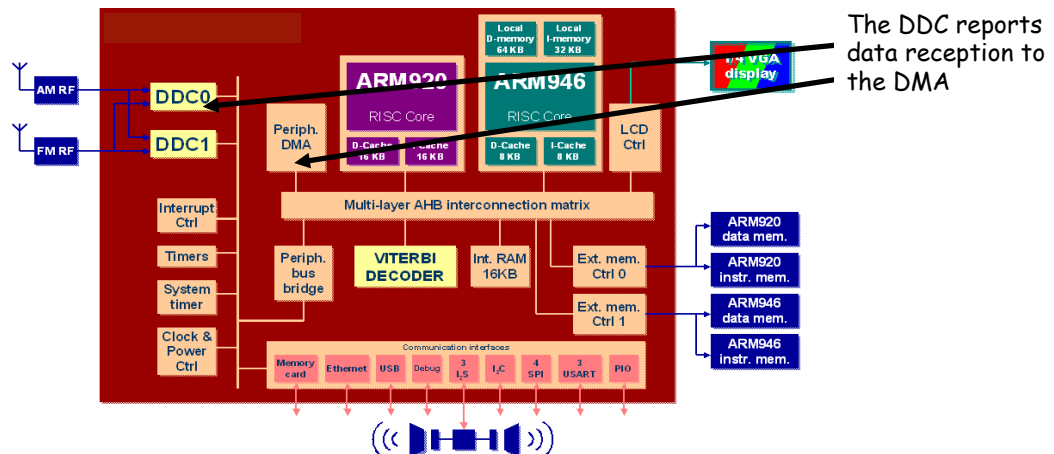 The DDC reports
data reception to
the DMA
Local
D-memory
64 KB
Local
I-memory
32 KB
ARM920
RISC Core
ARM946
RISC Core
1/4 VGA
display
AM RF
FM RF
DDC0
DDC1
Periph.
DMA
D-Cache
16 KB
I-Cache
16 KB
D-Cache
8 KB
I-Cache
8 KB
LCD
Ctrl
Multi-layer AHB interconnection matrix
Interrupt
Ctrl
Timers
System
timer
Clock &
Power
Ctrl
Periph.
bus
bridge
VITERBI
DECODER
Int. RAM
16KB
Ext. mem.
Ctrl 0
Ext. mem.
Ctrl 1
ARM920
data mem.
ARM920
instr. mem.
ARM946
data mem.
ARM946
instr. mem.
Communication interfaces
Memory
card
Ethernet
USB
Debug
3
I₂S
I₂C
4
SPI
3
USART
PIO